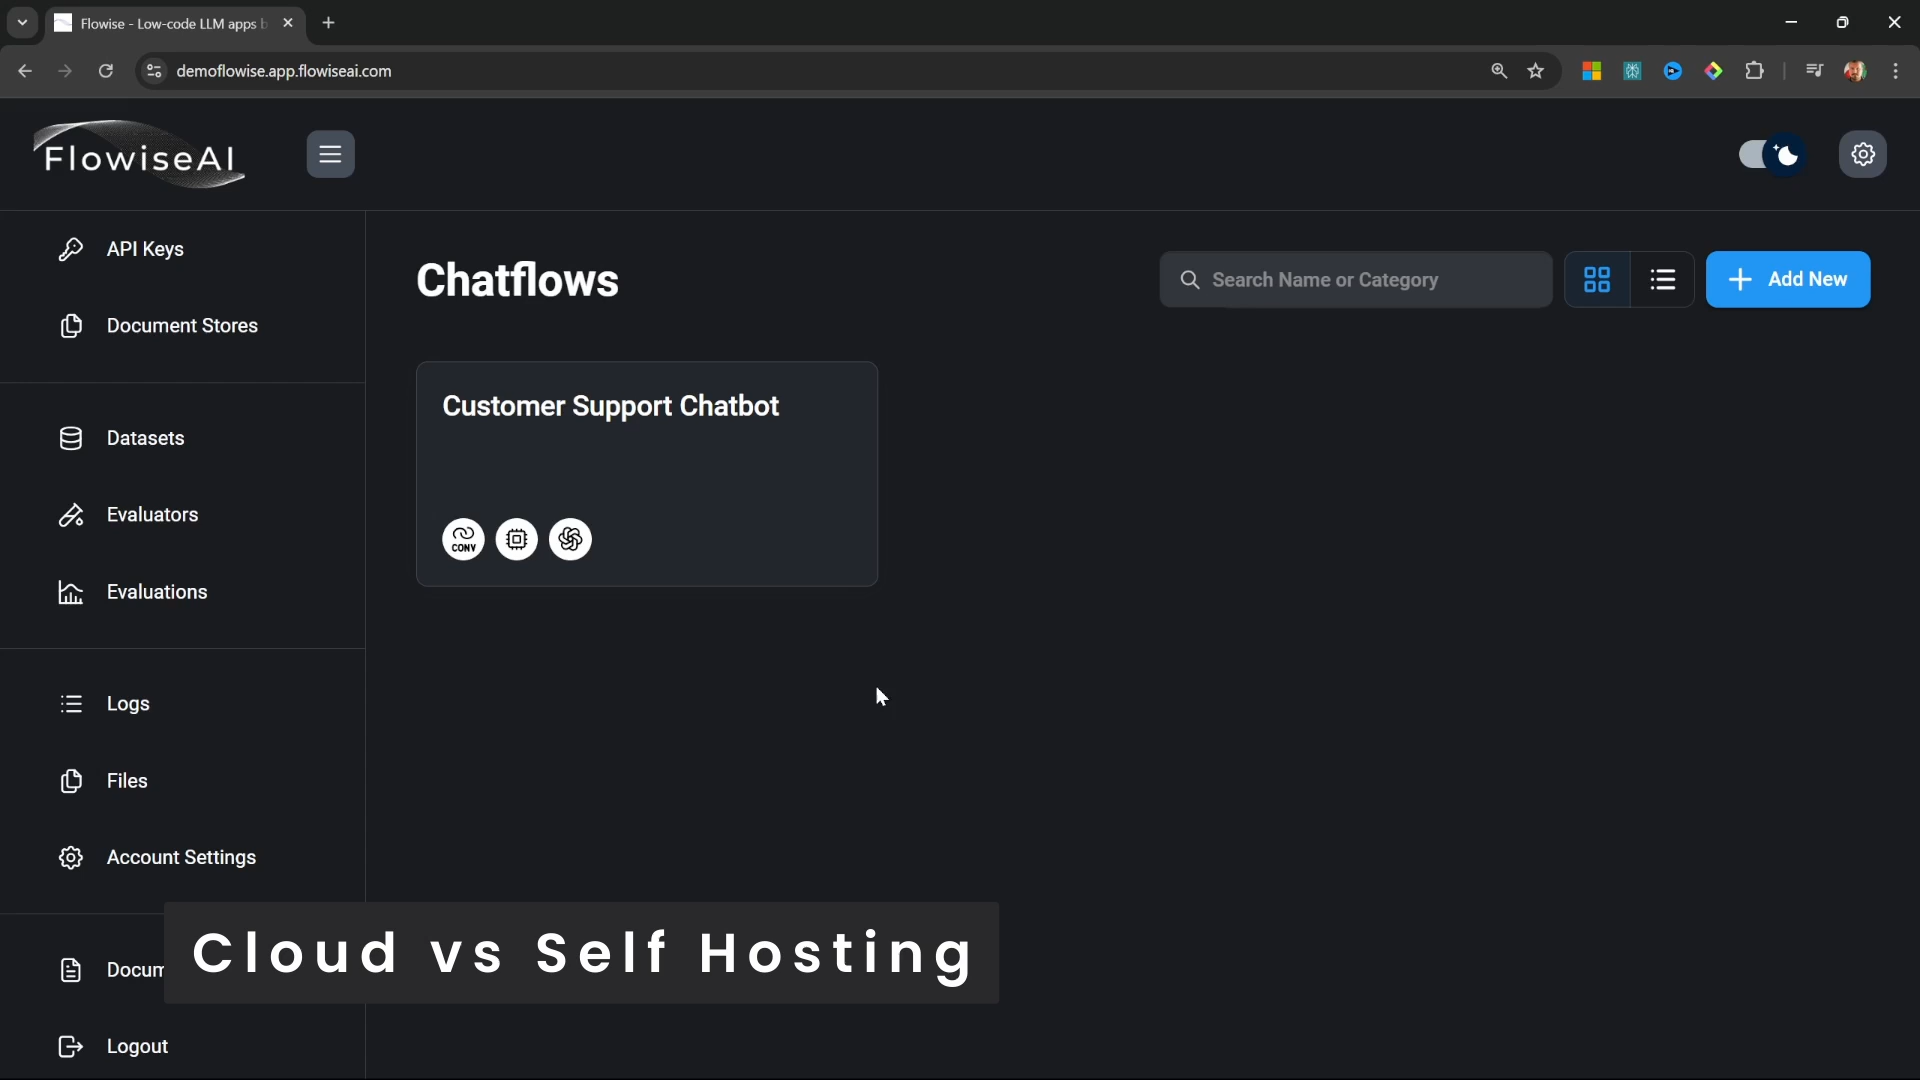 Flowise - Low-code LLM apps b
demoflowise.app.flowiseai.com
FlowiseAI
API Keys
Document Stores
Datasets
Evaluators
Evaluations
Logs
Files
Account Settings
Docum
Logout
Chatflows
Search Name or Category
Add New
Customer Support Chatbot
CONV
Cloud vs Self Hosting